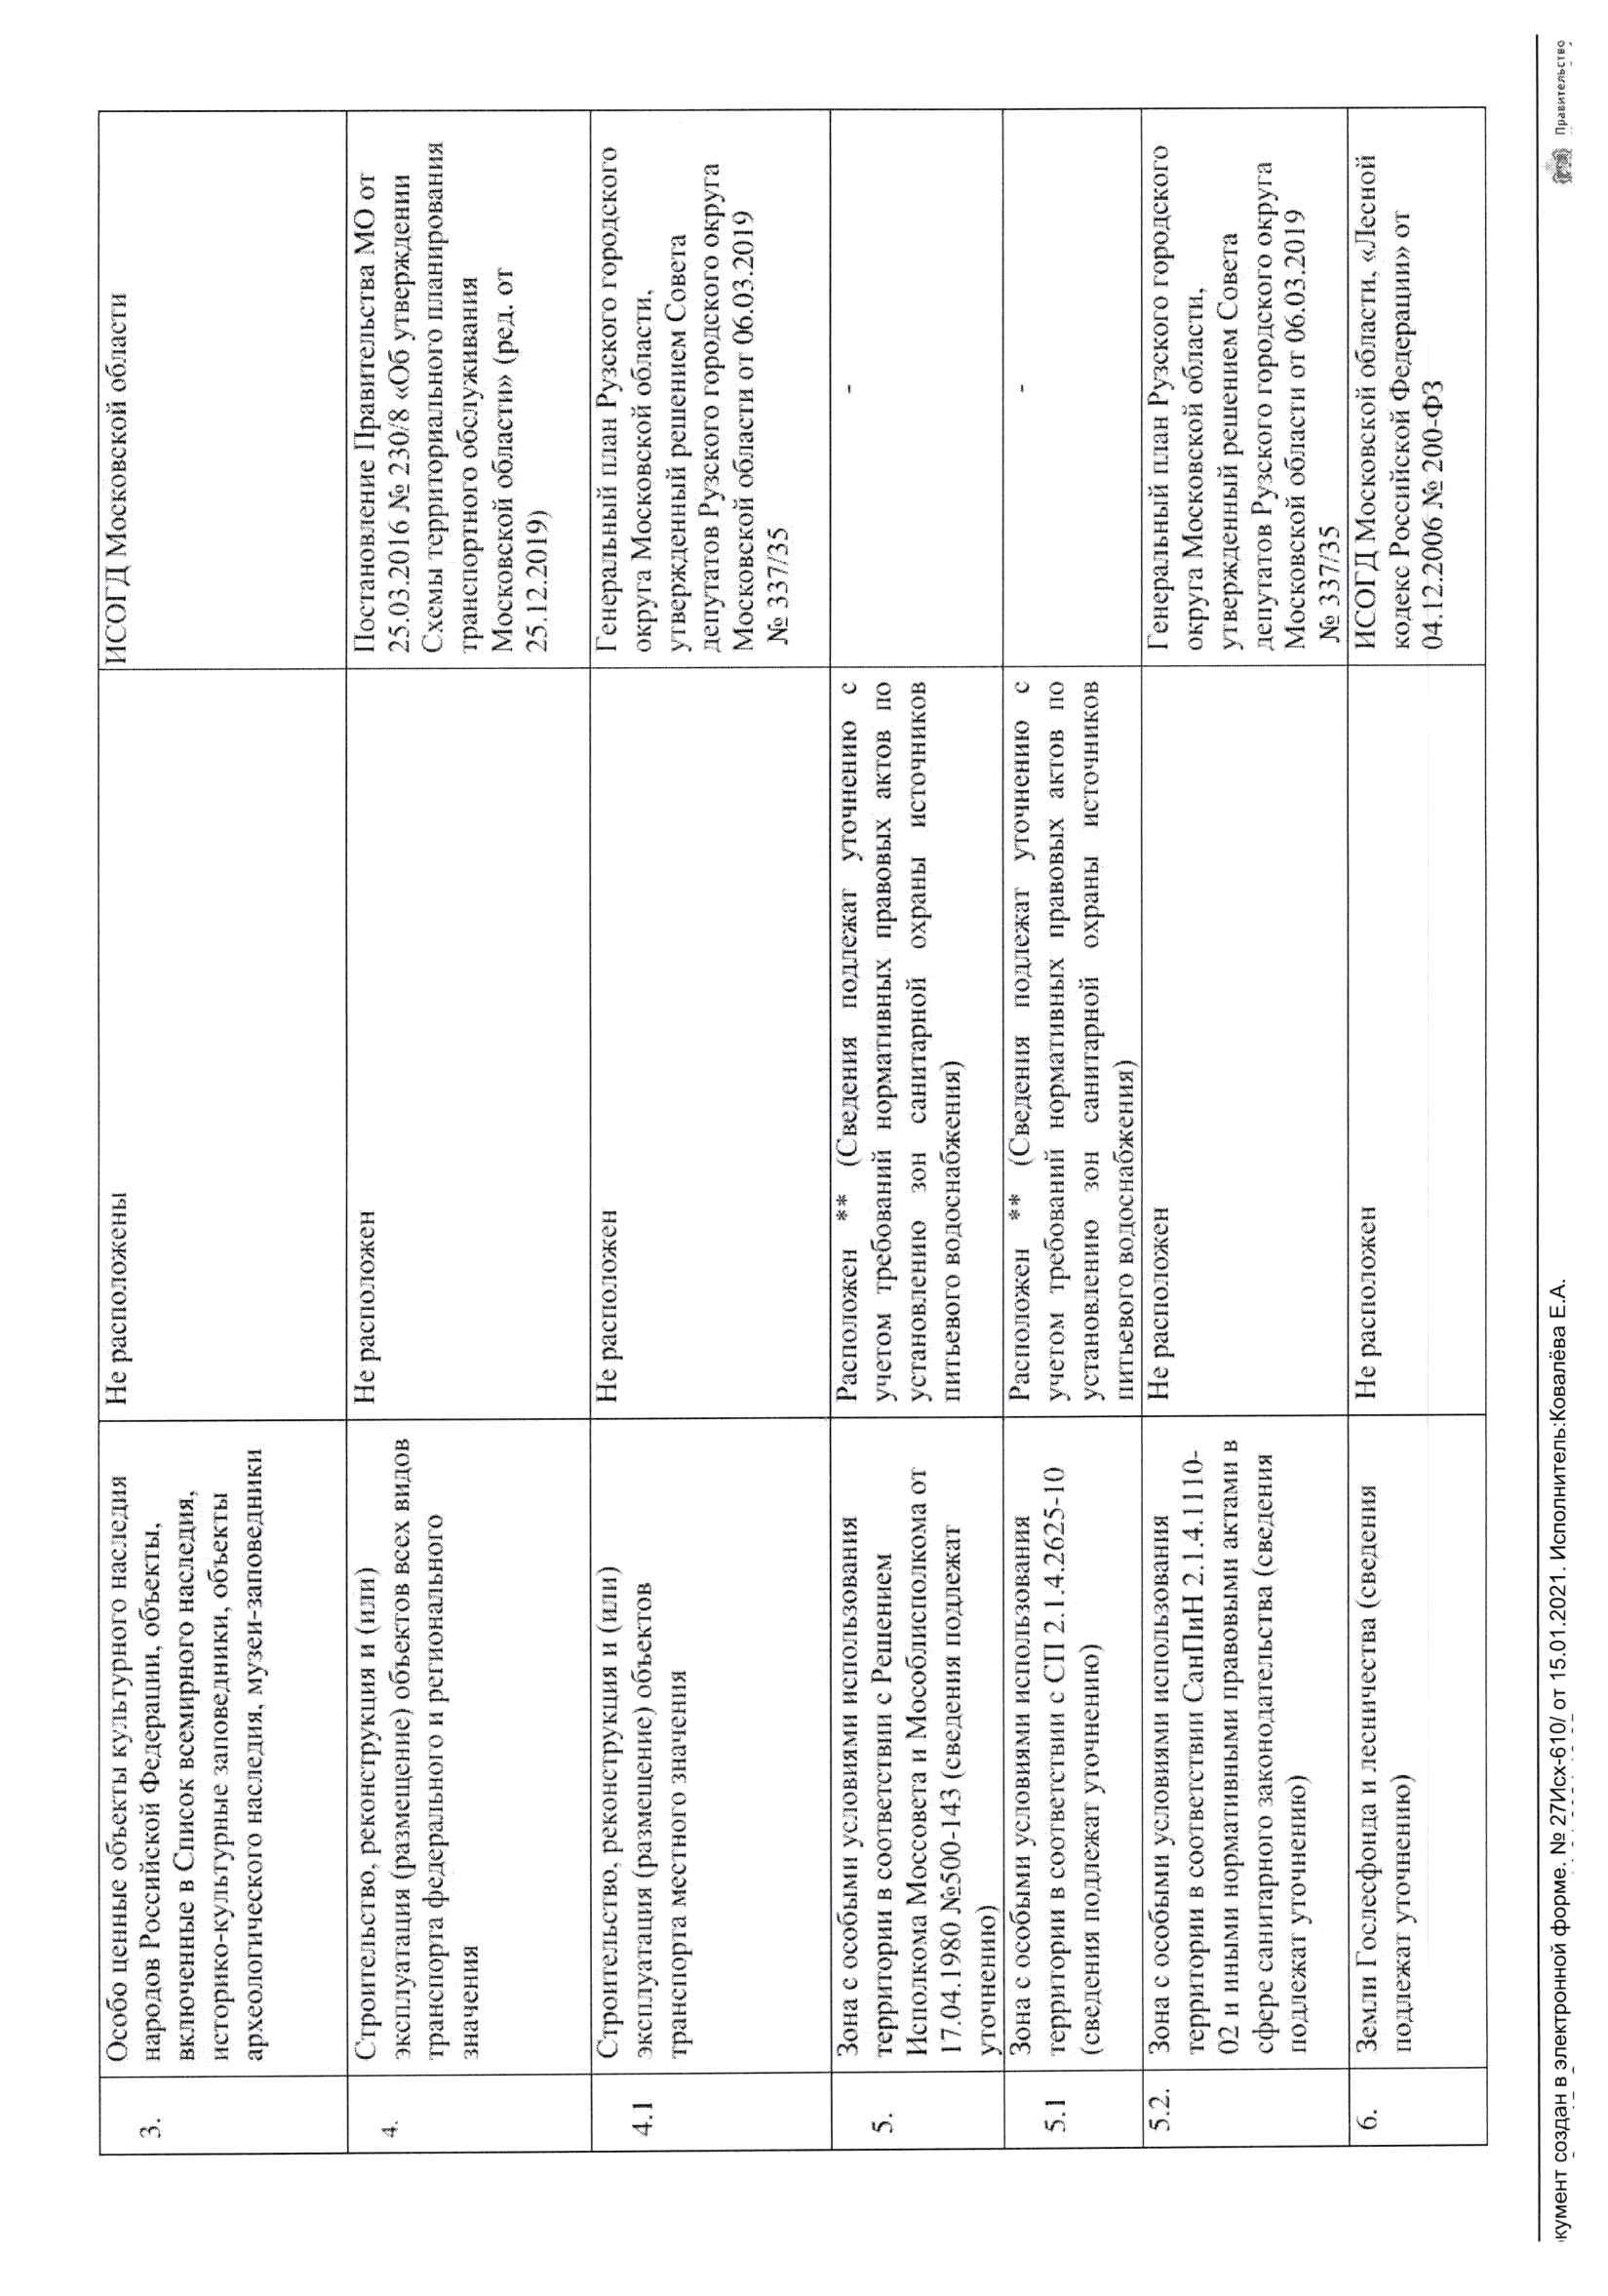 3.
Особо ценные объекты культурного наследия
народов Российской Федерации, объекты,
включенные в Список всемирного наследия,
историко-культурные заповедники, объекты
археологического наследия, музеи-заповедники
Не расположены
ИСОГД Московской области
4.
Строительство, реконструкция и (или)
эксплуатация (размещение) объектов всех видов
транспорта федерального и регионального
значения
Не расположен
Постановление Правительства МО от
25.03.2016 № 230/8 «Об утверждении
Схемы территориального планирования
транспортного обслуживания
Московской области» (ред. от
25.12.2019)
4.1
Строительство, реконструкция и (или)
эксплуатация (размещение) объектов
транспорта местного значения
Не расположен
Генеральный план Рузского городского
округа Московской области,
утвержденный решением Совета
депутатов Рузского городского округа
Московской области от 06.03.2019
№ 337/35
5.
Зона с особыми условиями использования
территории в соответствии с Решением
Исполкома Моссовета и Мособлисполкома от
17.04.1980 №500-143 (сведения подлежат
уточнению)
Расположен ** (Сведения подлежат уточнению с
учетом требований нормативных правовых актов по
установлению зон санитарной охраны источников
питьевого водоснабжения)
-
5.1
Зона с особыми условиями использования
территории в соответствии с СП 2.1.4.2625-10
(сведения подлежат уточнению)
Расположен ** (Сведения подлежат уточнению с
учетом требований нормативных правовых актов по
установлению зон санитарной охраны источников
питьевого водоснабжения)
-
5.2.
Зона с особыми условиями использования
территории в соответствии СанПиН 2.1.4.1110-
02 и иными нормативными правовыми актами в
сфере санитарного законодательства (сведения
подлежат уточнению)
Не расположен
Генеральный план Рузского городского
округа Московской области,
утвержденный решением Совета
депутатов Рузского городского округа
Московской области от 06.03.2019
№ 337/35
6.
Земли Гослесфонда и лесничества (сведения
подлежат уточнению)
Не расположен
ИСОГД Московской области, «Лесной
кодекс Российской Федерации» от
04.12.2006 № 200-ФЗ
кумент создан в электронной форме. № 27Исх-610/ от 15.01.2021. Исполнитель:Ковалёва Е.А.
Правительство